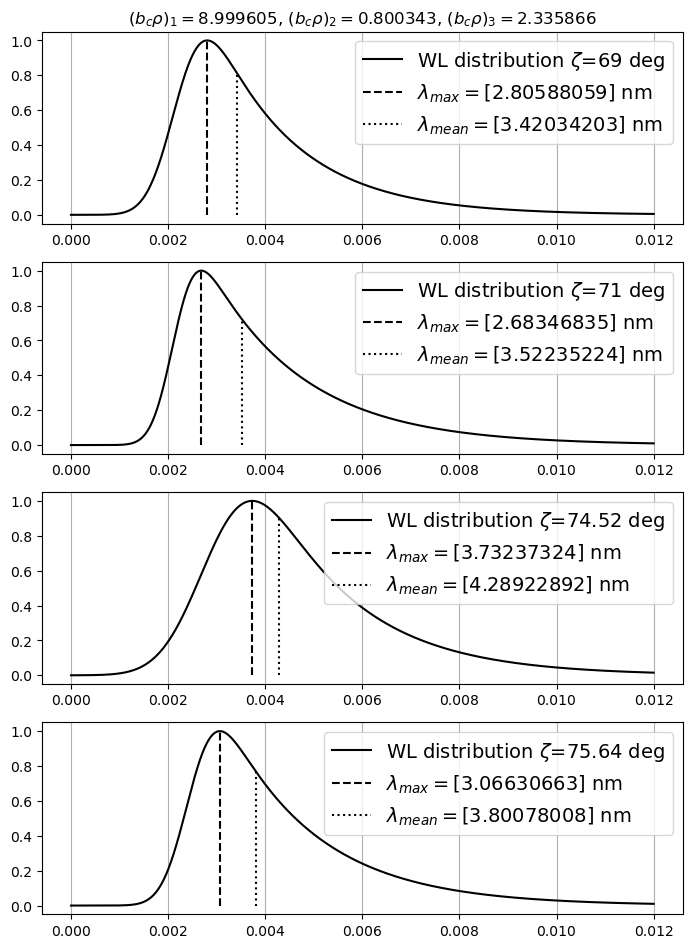 (b_cρ)_1 = 8.999605, (b_cρ)_2 = 0.800343, (b_cρ)_3 = 2.335866
1.0
0.8
0.6
0.4
0.2
0.0
WL distribution ζ=69 deg
λ_max = [2.80588059] nm
λ_mean = [3.42034203] nm
0.000 0.002 0.004 0.006 0.008 0.010 0.012
1.0
0.8
0.6
0.4
0.2
0.0
WL distribution ζ=71 deg
λ_max = [2.68346835] nm
λ_mean = [3.52235224] nm
0.000 0.002 0.004 0.006 0.008 0.010 0.012
1.0
0.8
0.6
0.4
0.2
0.0
WL distribution ζ=74.52 deg
λ_max = [3.73237324] nm
λ_mean = [4.28922892] nm
0.000 0.002 0.004 0.006 0.008 0.010 0.012
1.0
0.8
0.6
0.4
0.2
0.0
WL distribution ζ=75.64 deg
λ_max = [3.06630663] nm
λ_mean = [3.80078008] nm
0.000 0.002 0.004 0.006 0.008 0.010 0.012